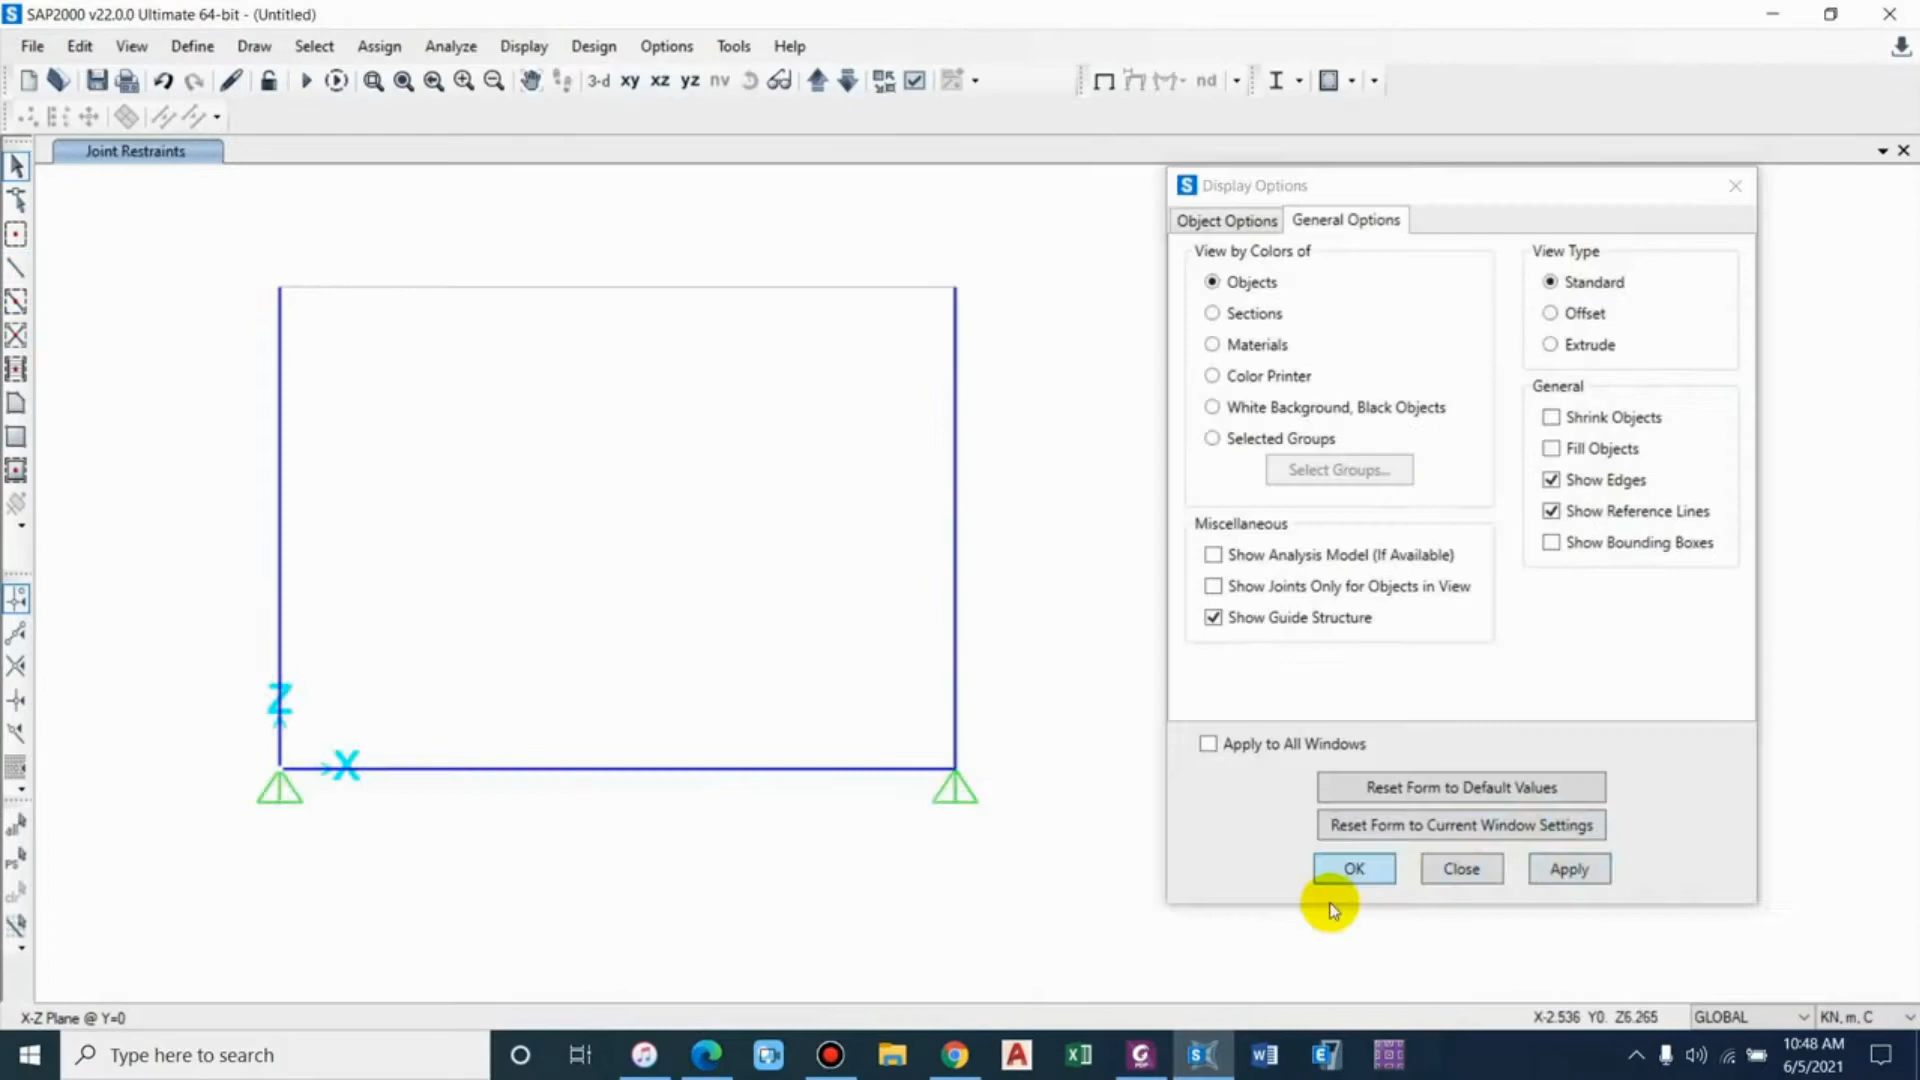 SAP2000 v22.0.0 Ultimate 64-bit - (Untitled)
File Edit View Define Draw Select Assign Analyze Display Design Options Tools Help
3-d xy xz yz nv nd
Joint Restraints
Display Options
Object Options General Options
View by Colors of
Objects
Sections
Materials
Color Printer
White Background, Black Objects
Selected Groups
Select Groups...
View Type
Standard
Offset
Extrude
General
Shrink Objects
Fill Objects
Show Edges
Show Reference Lines
Show Bounding Boxes
Miscellaneous
Show Analysis Model (If Available)
Show Joints Only for Objects in View
Show Guide Structure
Apply to All Windows
Reset Form to Default Values
Reset Form to Current Window Settings
OK Close Apply
Z
X
all
PS
clr
X-Z Plane @ Y=0
X-2.536 Y0. Z6.265
GLOBAL
KN, m, C
Type here to search
10:48 AM
6/5/2021